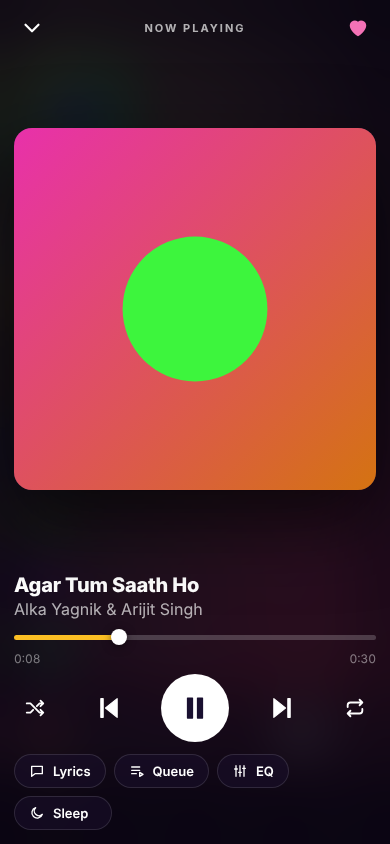 NOW PLAYING
Agar Tum Saath Ho
Alka Yagnik & Arijit Singh
0:08 0:30
Lyrics Queue EQ
Sleep